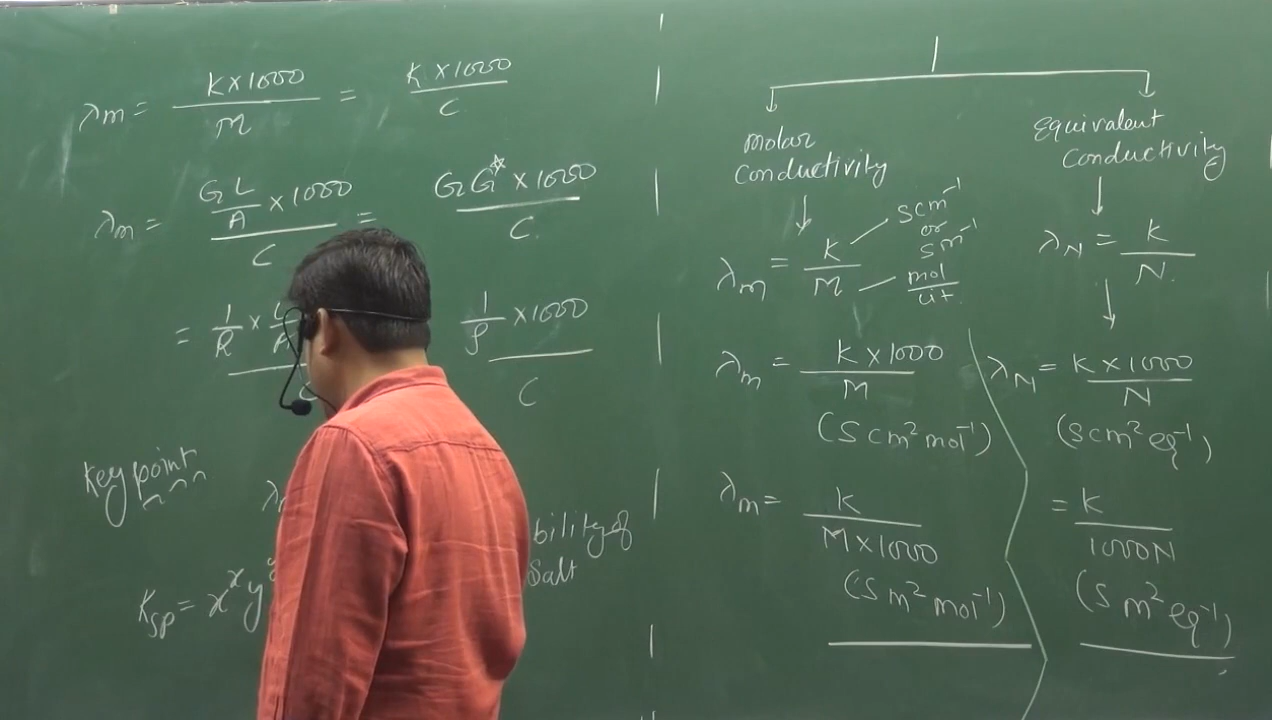 λm = K×1000 / M = K×1000 / C
λm = G L/A × 1000 / C = G G* × 1000 / C
= 1/R × 1/ρ × 1000 / C
Key point
bility of
Salt
Ksp = x^x y
Molar
Conductivity
λm = K / M
S cm⁻¹
or
S m⁻¹
mol / Lit.
λm = K×1000 / M
(S cm² mol⁻¹)
λm = K / M×1000
(S m² mol⁻¹)
Equivalent
Conductivity
λN = K / N
λN = K×1000 / N
(S cm² eq⁻¹)
= K / 1000N
(S m² eq⁻¹)